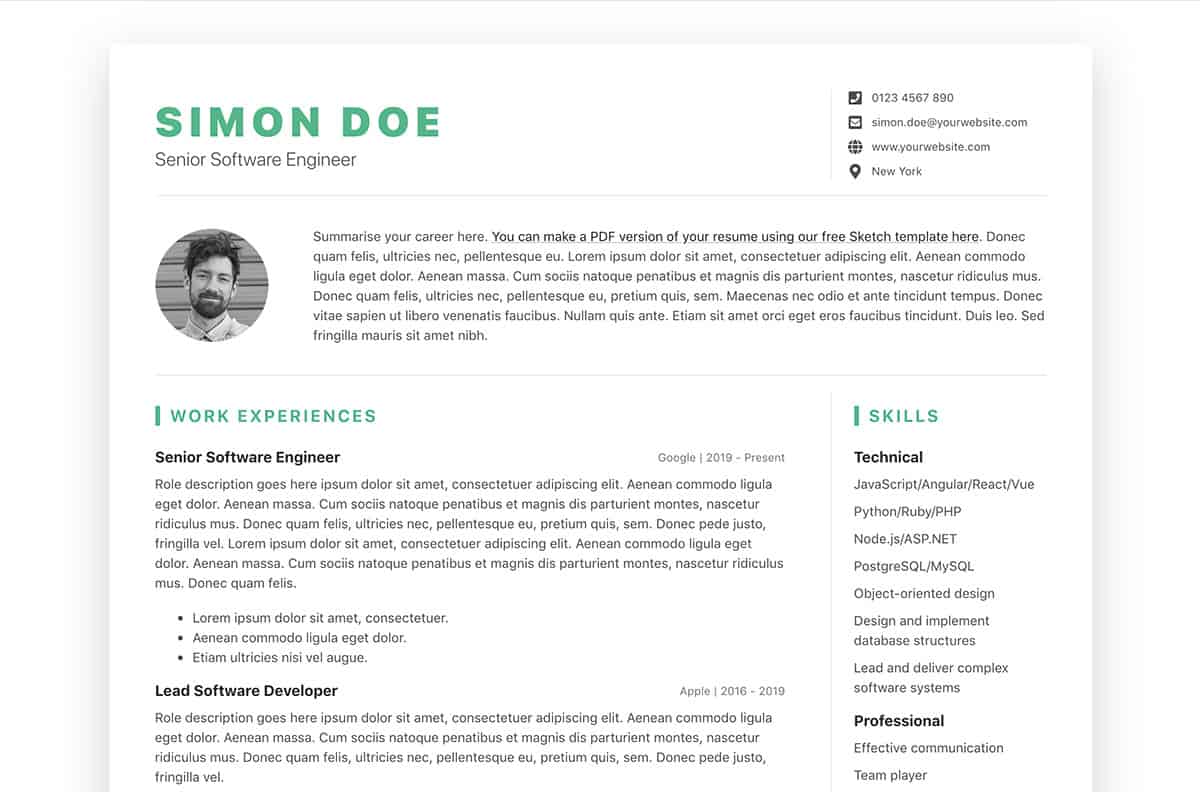 SIMON DOE
Senior Software Engineer
0123 4567 890
simon.doe@yourwebsite.com
www.yourwebsite.com
New York
Summarise your career here. You can make a PDF version of your resume using our free Sketch template here. Donec
quam felis, ultricies nec, pellentesque eu. Lorem ipsum dolor sit amet, consectetuer adipiscing elit. Aenean commodo
ligula eget dolor. Aenean massa. Cum sociis natoque penatibus et magnis dis parturient montes, nascetur ridiculus mus.
Donec quam felis, ultricies nec, pellentesque eu, pretium quis, sem. Maecenas nec odio et ante tincidunt tempus. Donec
vitae sapien ut libero venenatis faucibus. Nullam quis ante. Etiam sit amet orci eget eros faucibus tincidunt. Duis leo. Sed
fringilla mauris sit amet nibh.
WORK EXPERIENCES
Senior Software Engineer
Google | 2019 - Present
Role description goes here ipsum dolor sit amet, consectetuer adipiscing elit. Aenean commodo ligula
eget dolor. Aenean massa. Cum sociis natoque penatibus et magnis dis parturient montes, nascetur
ridiculus mus. Donec quam felis, ultricies nec, pellentesque eu, pretium quis, sem. Donec pede justo,
fringilla vel. Lorem ipsum dolor sit amet, consectetuer adipiscing elit. Aenean commodo ligula eget
dolor. Aenean massa. Cum sociis natoque penatibus et magnis dis parturient montes, nascetur ridiculus
mus. Donec quam felis.
• Lorem ipsum dolor sit amet, consectetuer.
• Aenean commodo ligula eget dolor.
• Etiam ultricies nisi vel augue.
Lead Software Developer
Apple | 2016 - 2019
Role description goes here ipsum dolor sit amet, consectetuer adipiscing elit. Aenean commodo ligula
eget dolor. Aenean massa. Cum sociis natoque penatibus et magnis dis parturient montes, nascetur
ridiculus mus. Donec quam felis, ultricies nec, pellentesque eu, pretium quis, sem. Donec pede justo,
fringilla vel.
SKILLS
Technical
JavaScript/Angular/React/Vue
Python/Ruby/PHP
Node.js/ASP.NET
PostgreSQL/MySQL
Object-oriented design
Design and implement
database structures
Lead and deliver complex
software systems
Professional
Effective communication
Team player